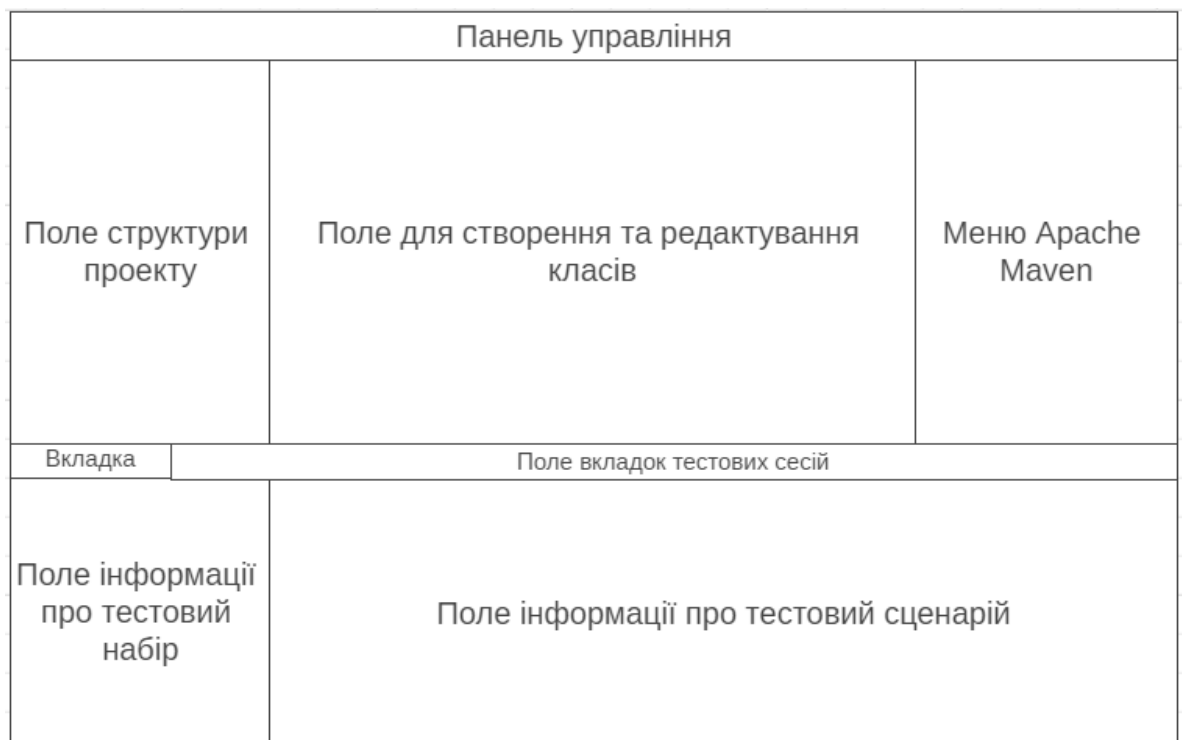 Панель управління
Поле структури
проекту
Поле для створення та редактування
класів
Меню Apache
Maven
Вкладка
Поле вкладок тестових сесій
Поле інформації
про тестовий
набір
Поле інформації про тестовий сценарій